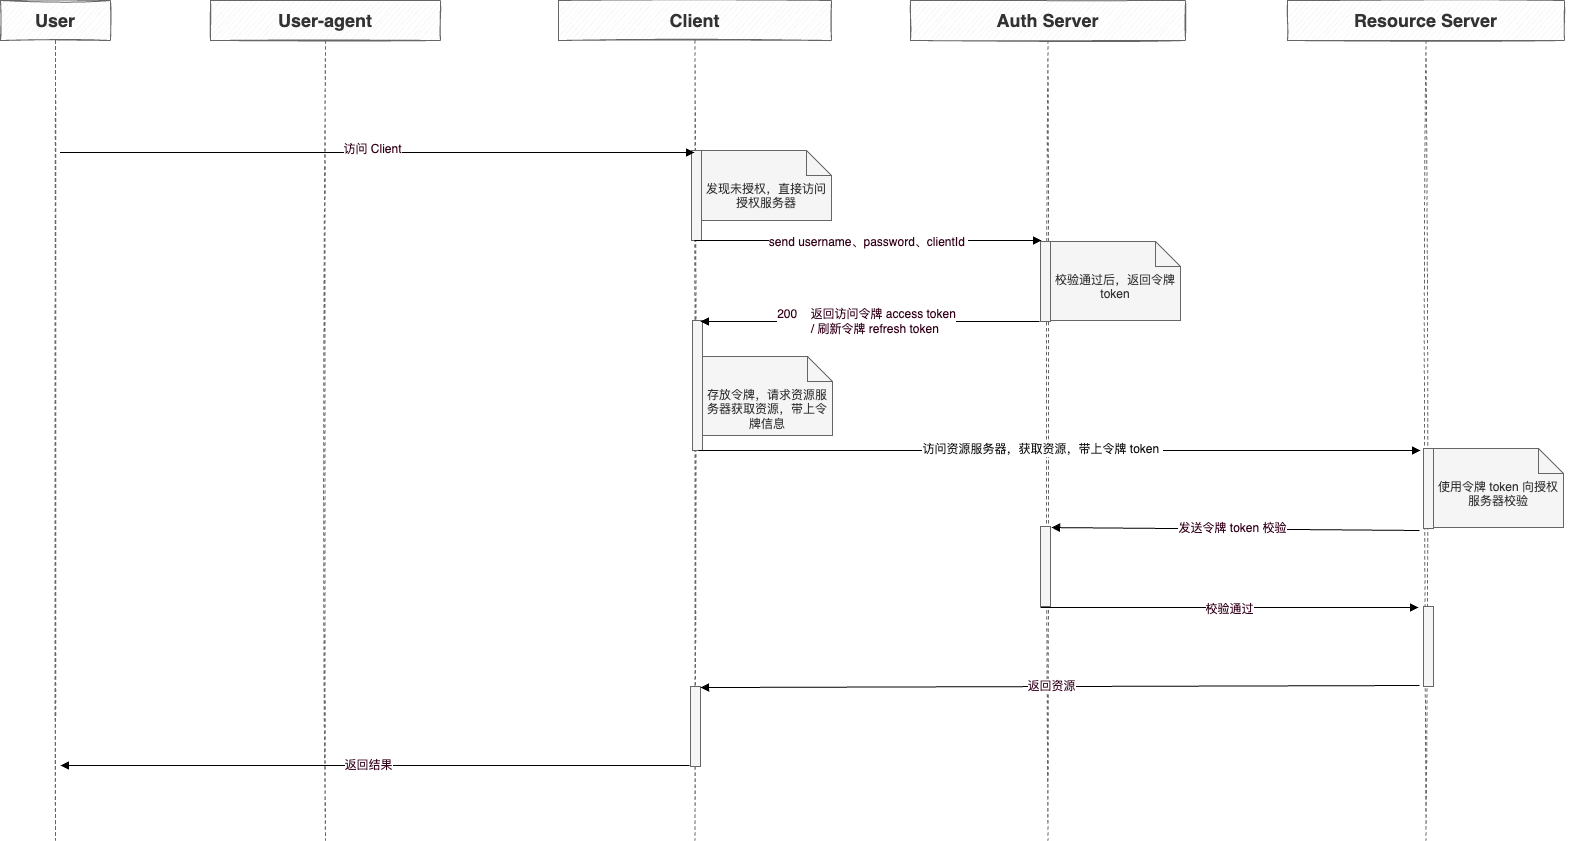 User
User-agent
Client
Auth Server
Resource Server
访问 Client
发现未授权，直接访问
授权服务器
send username、password、clientId
校验通过后，返回令牌
token
200 返回访问令牌 access token
/ 刷新令牌 refresh token
存放令牌，请求资源服
务器获取资源，带上令
牌信息
访问资源服务器，获取资源，带上令牌 token
使用令牌 token 向授权
服务器校验
发送令牌 token 校验
校验通过
返回资源
返回结果